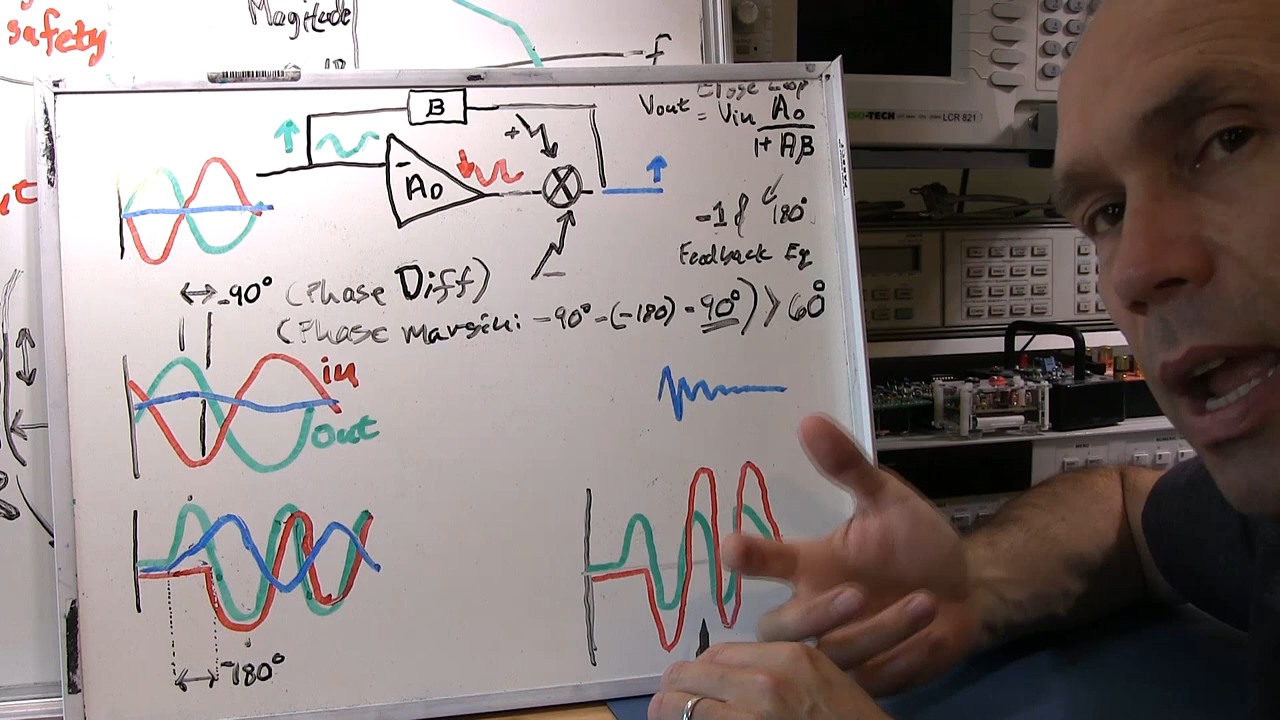 safety
Magitude
f
B
Close Loop
Vout = Vin Ao
1+ AB
+
-
Ao
-1 & 180°
Feedback Eq
-90° (Phase Diff)
(Phase margin: -90° - (-180) = 90°) > 60°
in
out
-180°
LCR 821